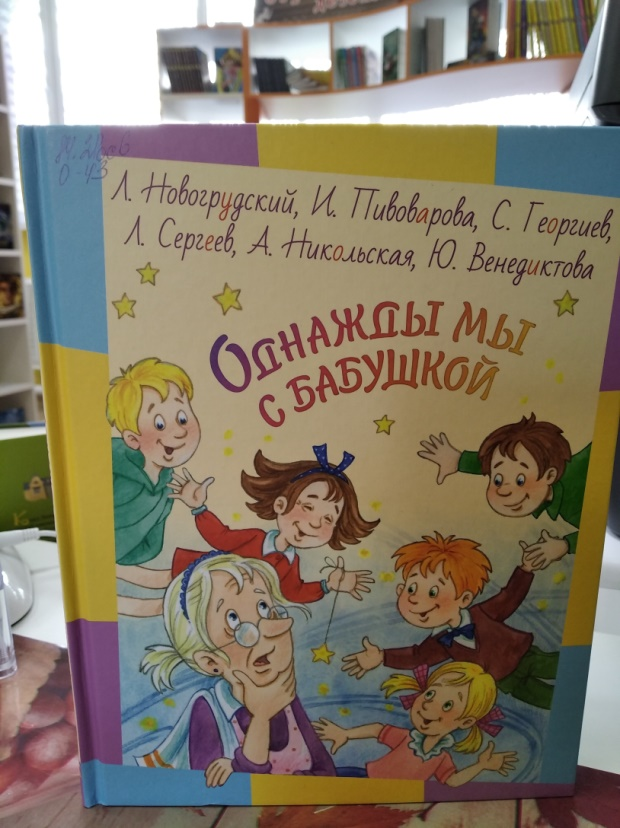 Л. Новогрудский, И. Пивоварова, С. Георгиев,
Л. Сергеев, А. Никольская, Ю. Венедиктова
Однажды мы
с бабушкой